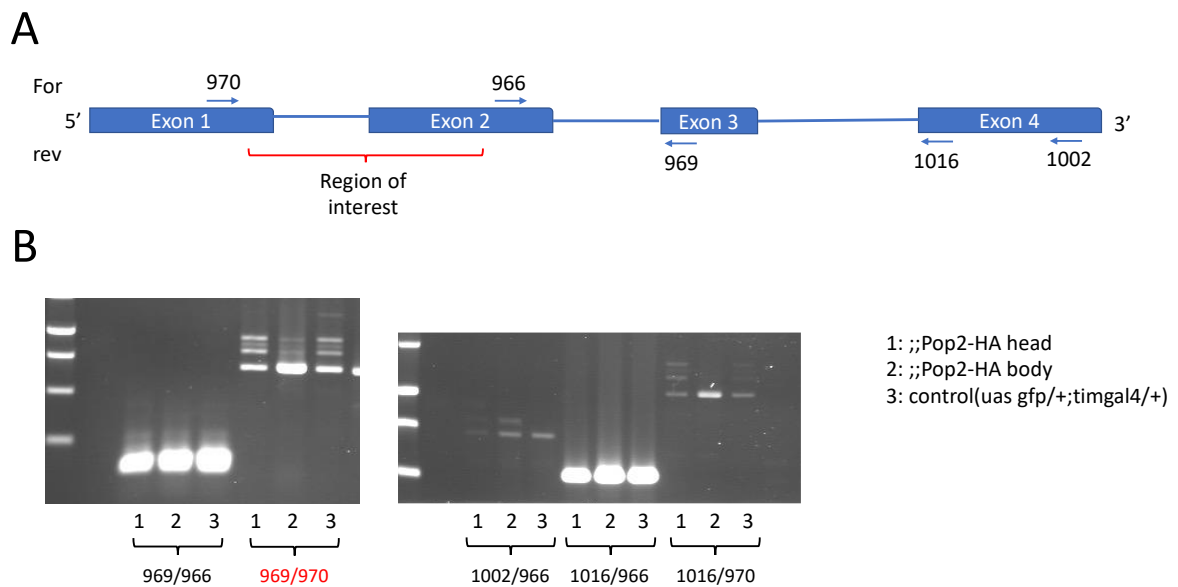 A
For
970
966
5’
Exon 1
Exon 2
Exon 3
Exon 4
3’
rev
969
1016
1002
Region of
interest
B
1: ;;Pop2-HA head
2: ;;Pop2-HA body
3: control(uas gfp/+;timgal4/+)
1 2 3 1 2 3
969/966 969/970
1 2 3 1 2 3 1 2 3
1002/966 1016/966 1016/970